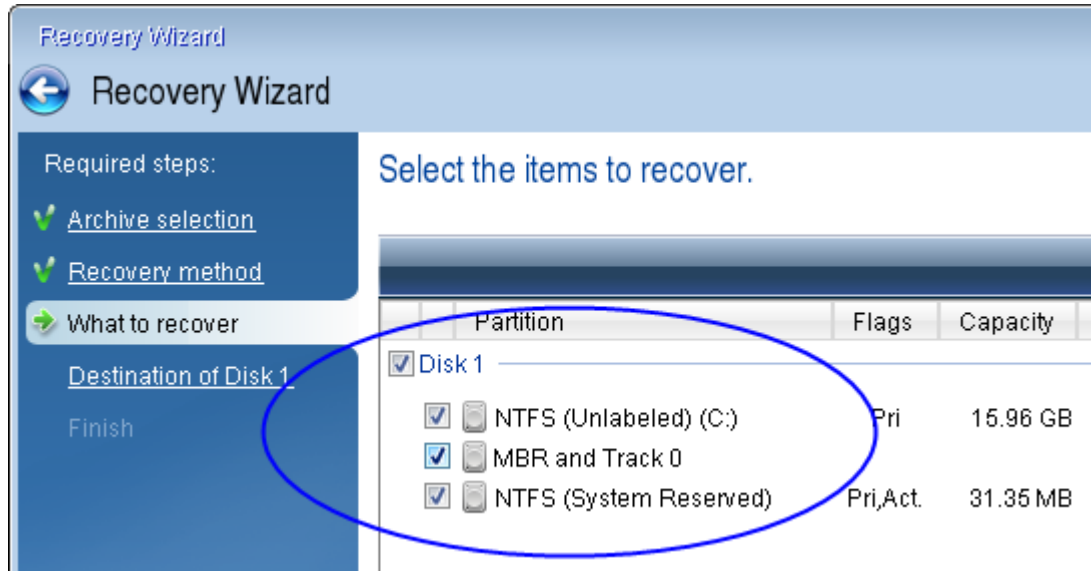 Recovery Wizard
Recovery Wizard
Required steps:
Archive selection
Recovery method
What to recover
Destination of Disk 1
Finish
Select the items to recover.
Partition Flags Capacity
Disk 1
NTFS (Unlabeled) (C:) Pri 15.96 GB
MBR and Track 0
NTFS (System Reserved) Pri,Act. 31.35 MB